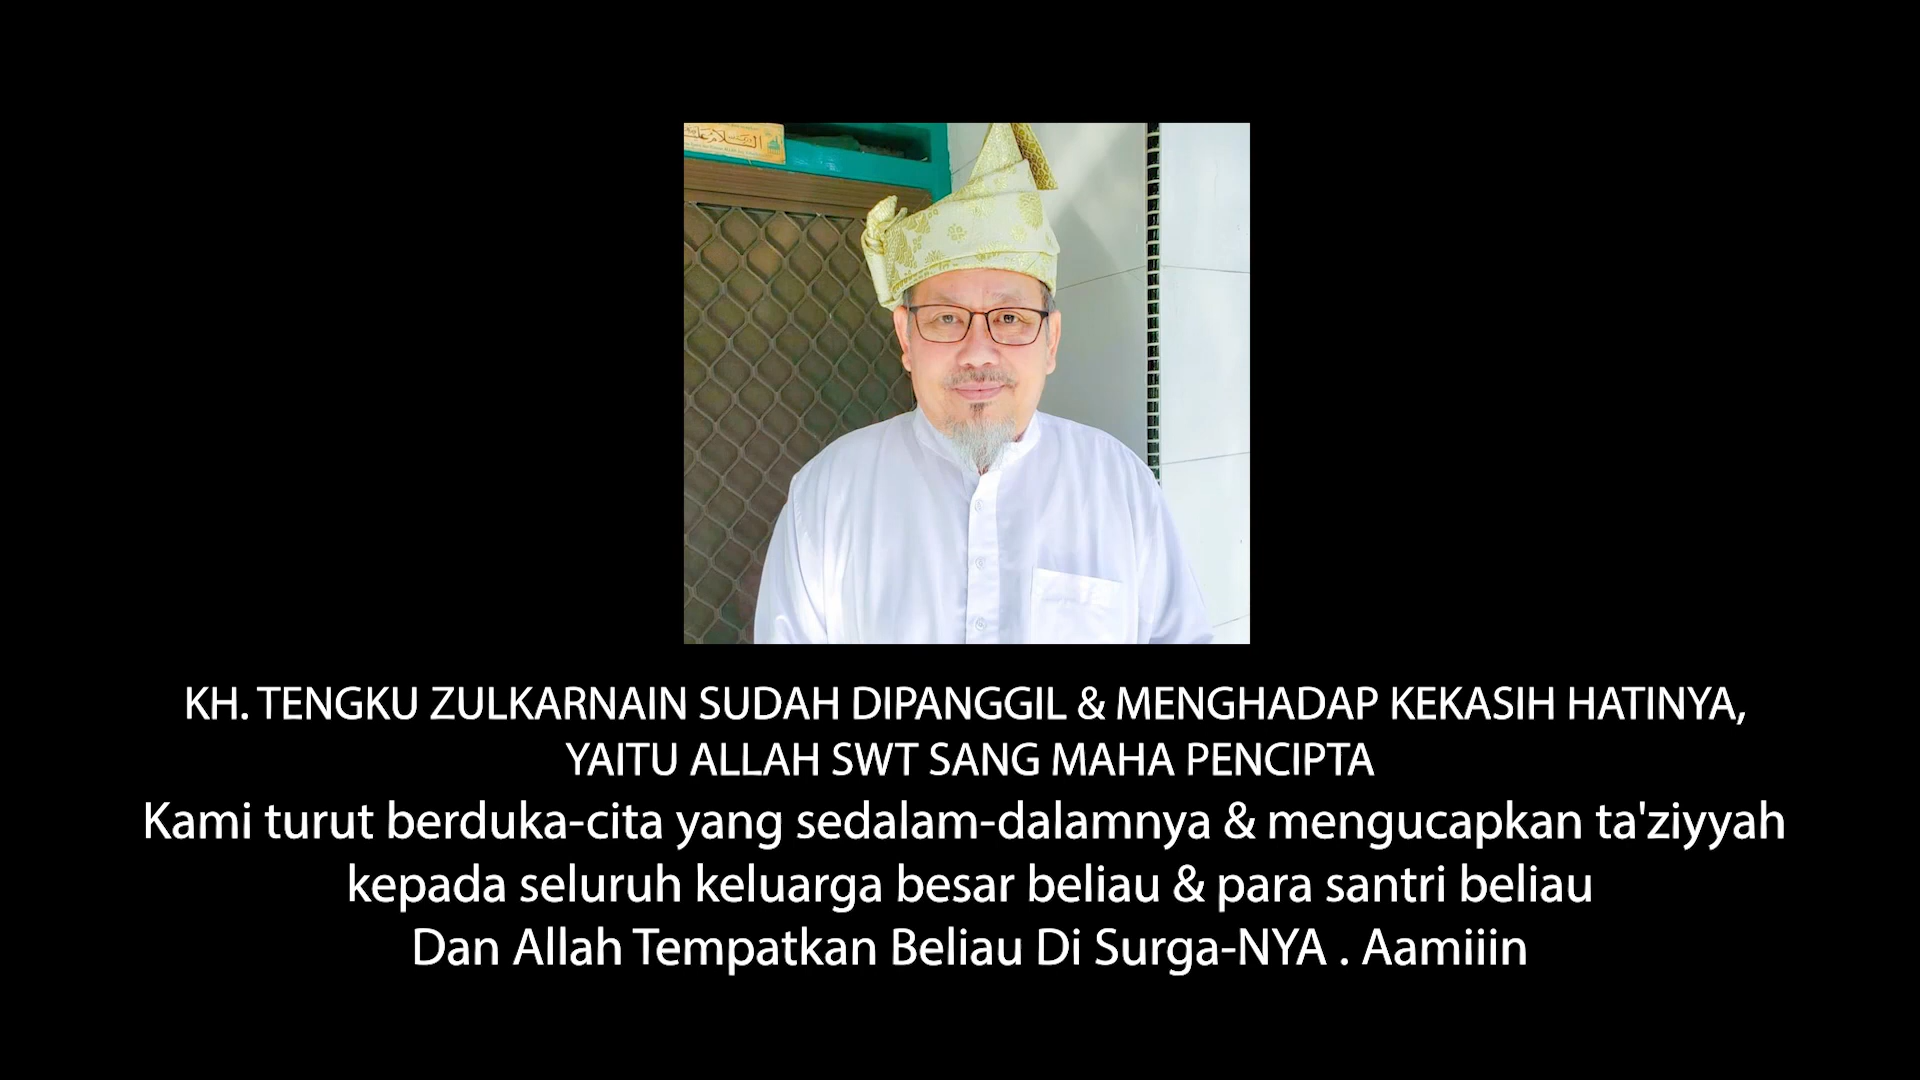 السلام عليكم
KH. TENGKU ZULKARNAIN SUDAH DIPANGGIL & MENGHADAP KEKASIH HATINYA,
YAITU ALLAH SWT SANG MAHA PENCIPTA
Kami turut berduka-cita yang sedalam-dalamnya & mengucapkan ta'ziyyah
kepada seluruh keluarga besar beliau & para santri beliau
Dan Allah Tempatkan Beliau Di Surga-NYA . Aamiiin